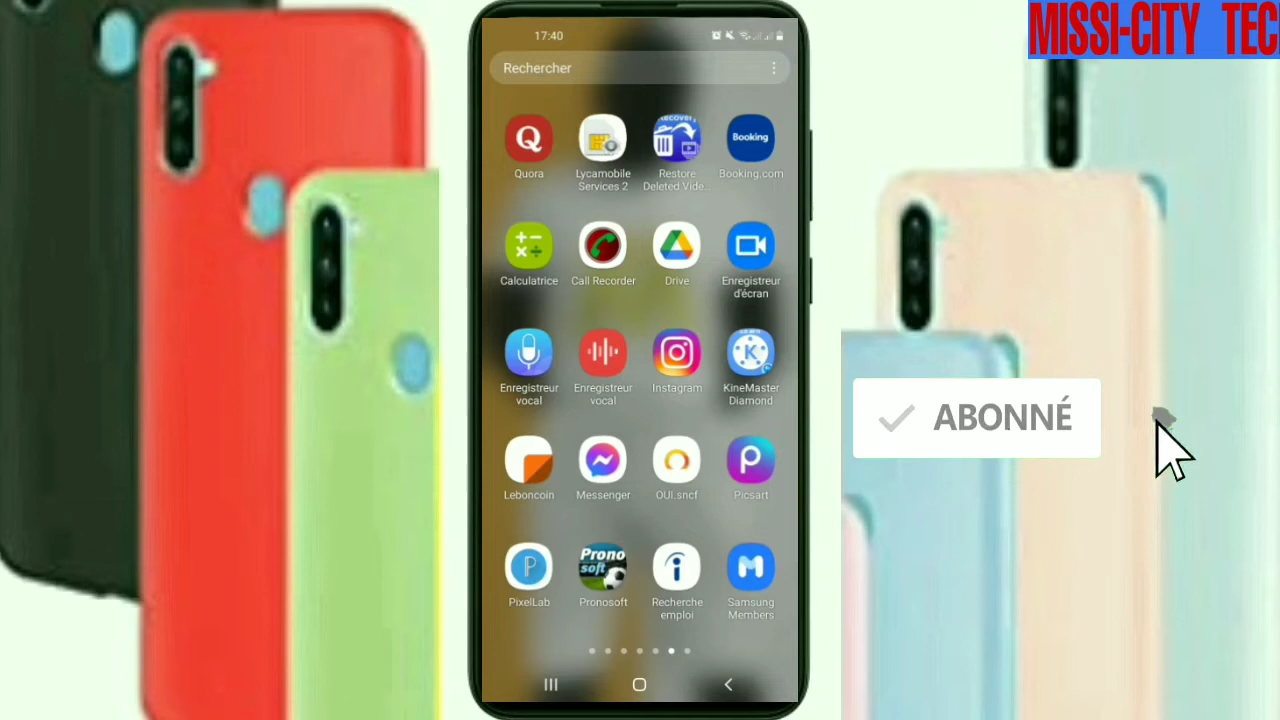 MISSI-CITY TEC
17:40
Rechercher
Quora
Lycamobile
Services 2
Restore
Deleted Vide..
Booking
Booking.com
Calculatrice
Call Recorder
Drive
Enregistreur
d'écran
Enregistreur
vocal
Enregistreur
vocal
Instagram
KineMaster
Diamond
ABONNÉ
Leboncoin
Messenger
OUI.sncf
Picsart
Prono
soft
PixelLab
Pronosoft
Recherche
emploi
Samsung
Members